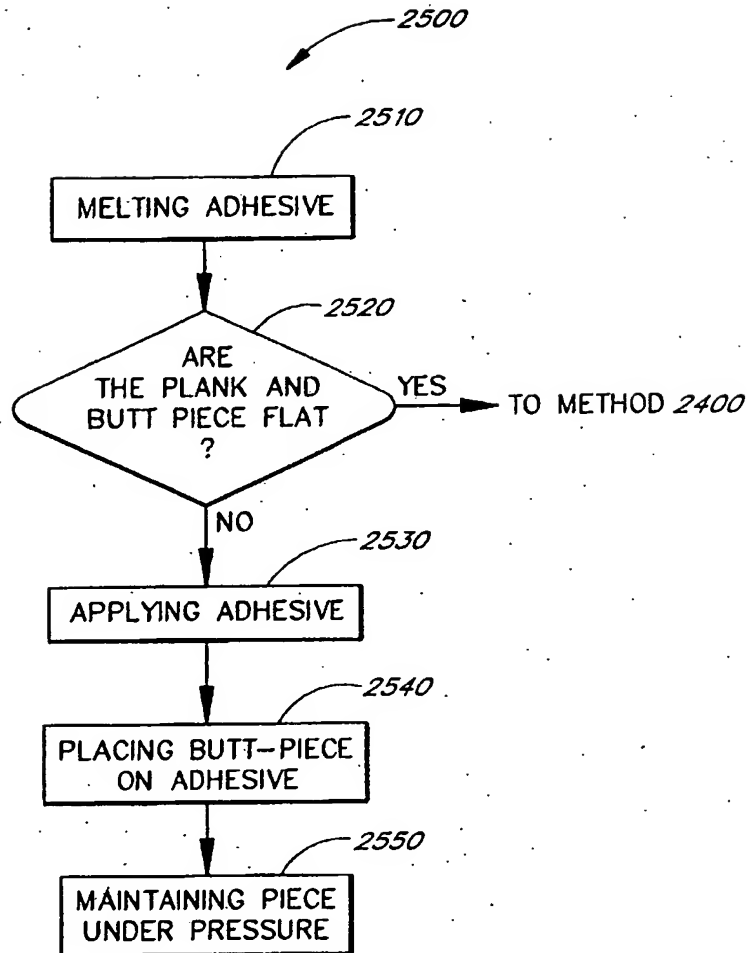 2500
2510
MELTING ADHESIVE
2520
ARE
THE PLANK AND
BUTT PIECE FLAT
?
YES
TO METHOD 2400
NO
2530
APPLYING ADHESIVE
2540
PLACING BUTT-PIECE
ON ADHESIVE
2550
MAINTAINING PIECE
UNDER PRESSURE